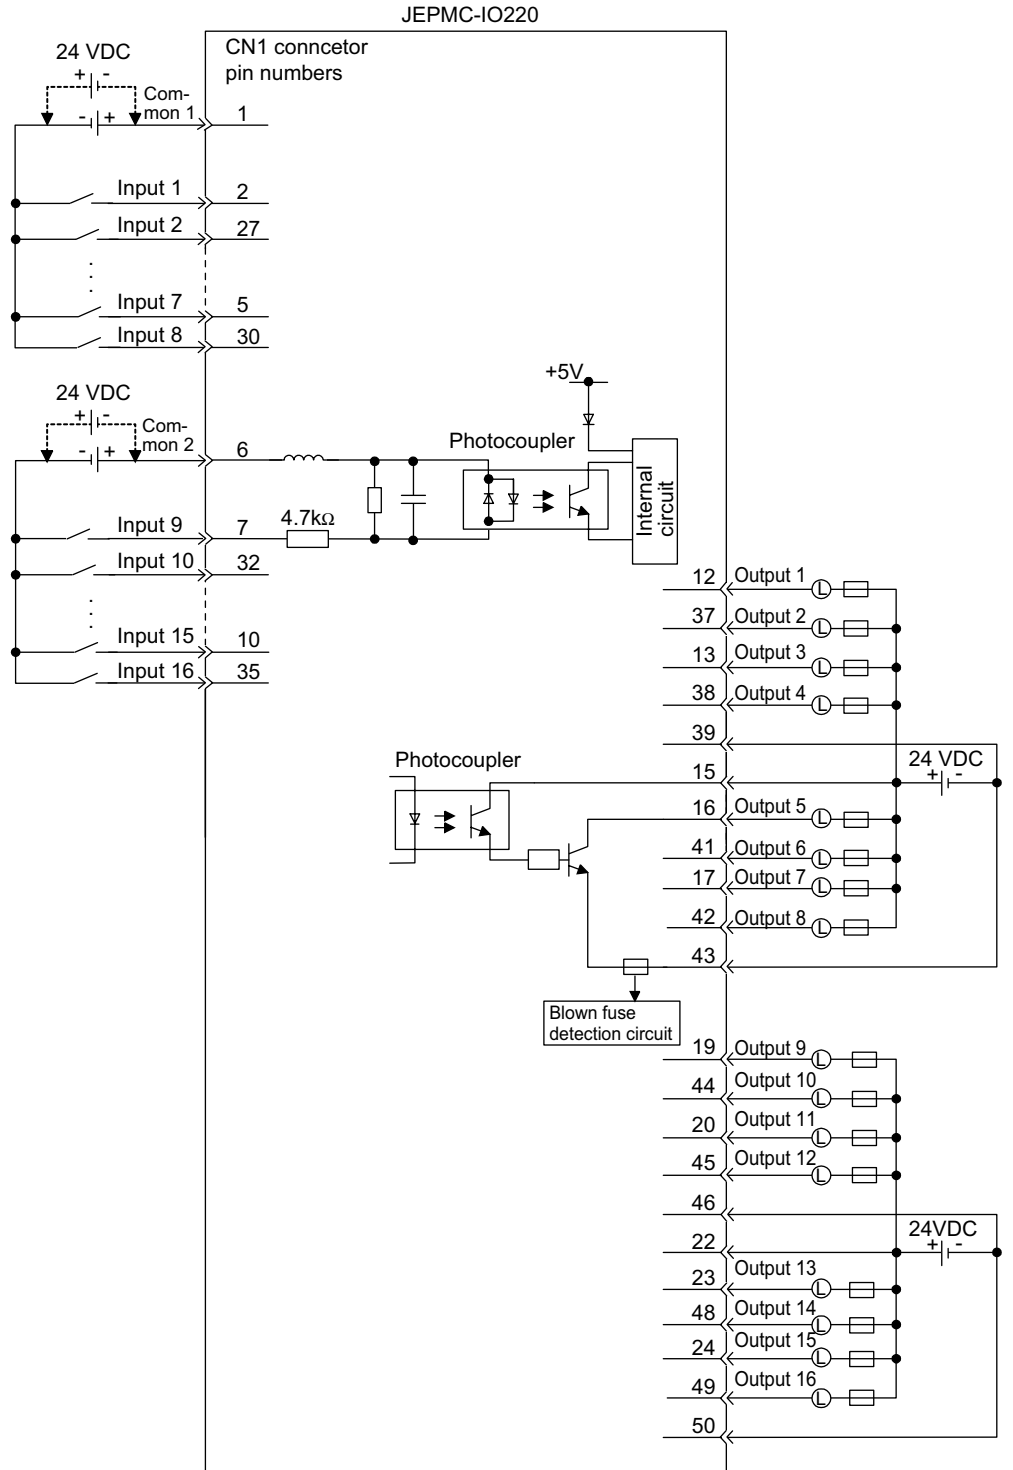 JEPMC-IO220
CN1 conncetor
pin numbers
24 VDC
+ -
Com-
mon 1
- +
1
Input 1
2
Input 2
27
Input 7
5
Input 8
30
24 VDC
+ -
Com-
mon 2
- +
6
+5V
Photocoupler
Internal
circuit
Input 9
7
4.7kΩ
Input 10
32
Input 15
10
Input 16
35
12
Output 1
L
37
Output 2
L
13
Output 3
L
38
Output 4
L
39
Photocoupler
15
24 VDC
+ -
16
Output 5
L
41
Output 6
L
17
Output 7
L
42
Output 8
L
43
Blown fuse
detection circuit
19
Output 9
L
44
Output 10
L
20
Output 11
L
45
Output 12
L
46
22
24VDC
+ -
23
Output 13
L
48
Output 14
L
24
Output 15
L
49
Output 16
L
50